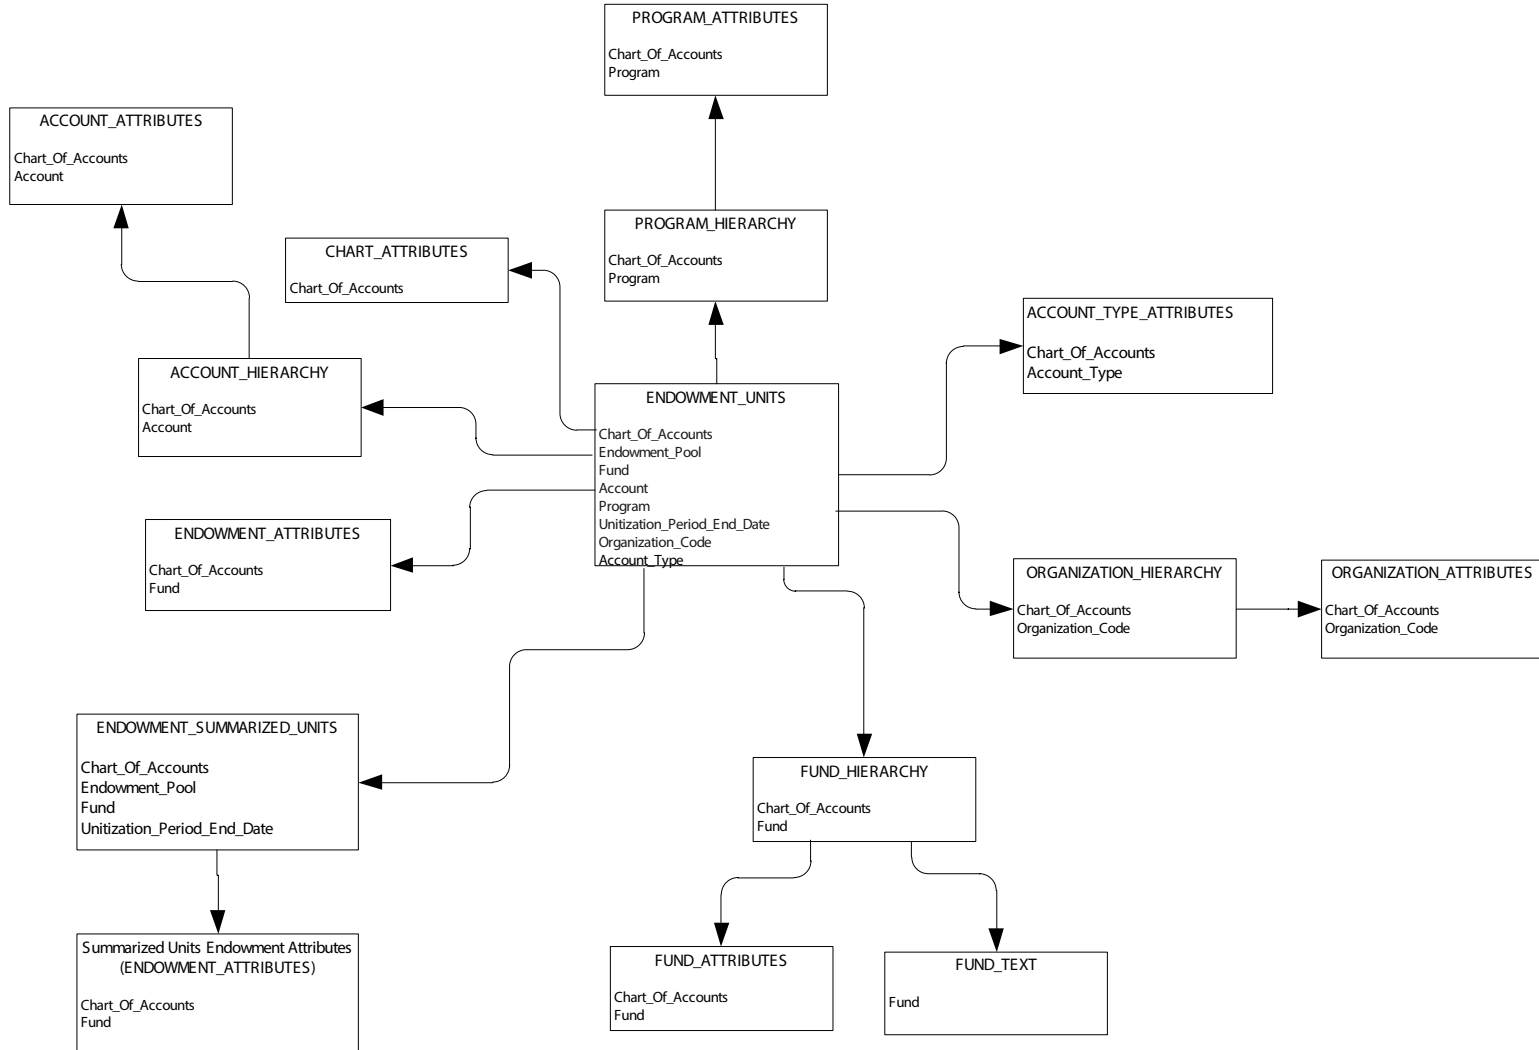 PROGRAM_ATTRIBUTES
Chart_Of_Accounts
Program
ACCOUNT_ATTRIBUTES
Chart_Of_Accounts
Account
PROGRAM_HIERARCHY
Chart_Of_Accounts
Program
CHART_ATTRIBUTES
Chart_Of_Accounts
ACCOUNT_TYPE_ATTRIBUTES
Chart_Of_Accounts
Account_Type
ACCOUNT_HIERARCHY
Chart_Of_Accounts
Account
ENDOWMENT_UNITS
Chart_Of_Accounts
Endowment_Pool
Fund
Account
Program
Unitization_Period_End_Date
Organization_Code
Account_Type
ENDOWMENT_ATTRIBUTES
Chart_Of_Accounts
Fund
ORGANIZATION_HIERARCHY
Chart_Of_Accounts
Organization_Code
ORGANIZATION_ATTRIBUTES
Chart_Of_Accounts
Organization_Code
ENDOWMENT_SUMMARIZED_UNITS
Chart_Of_Accounts
Endowment_Pool
Fund
Unitization_Period_End_Date
FUND_HIERARCHY
Chart_Of_Accounts
Fund
Summarized Units Endowment Attributes
(ENDOWMENT_ATTRIBUTES)
Chart_Of_Accounts
Fund
FUND_ATTRIBUTES
Chart_Of_Accounts
Fund
FUND_TEXT
Fund